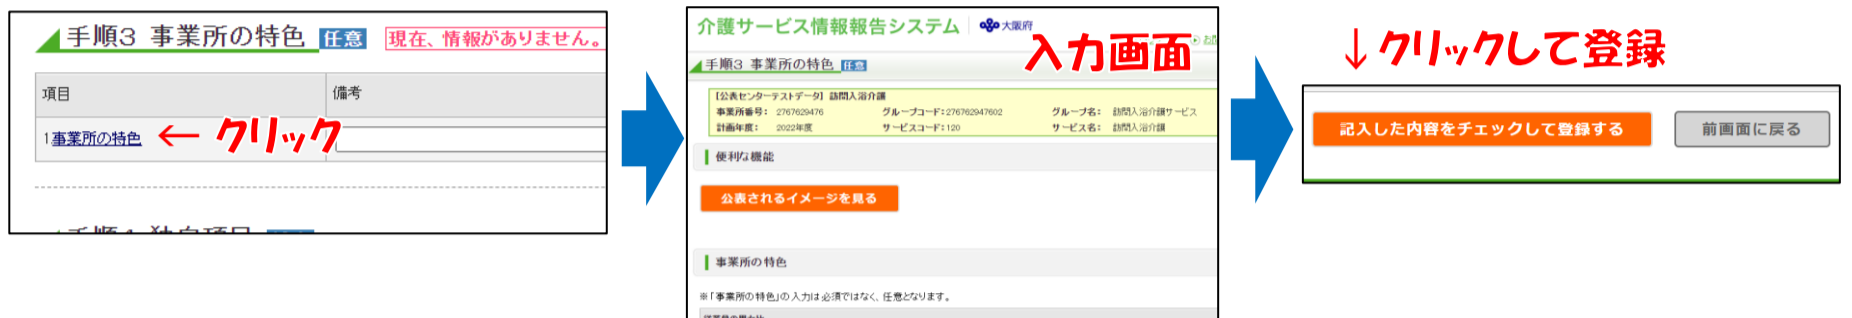 手順3 事業所の特色 任意 現在、情報がありません。
項目 備考
1 事業所の特色 ← クリック
介護サービス情報報告システム 大阪府
入力画面
手順3 事業所の特色 任意
【公表センターテストデータ】 訪問入浴介護
事業所番号： 2767629476 グループコード：276762947602 グループ名： 訪問入浴介護サービス
計画年度： 2022年度 サービスコード：120 サービス名： 訪問入浴介護
便利な機能
公表されるイメージを見る
事業所の特色
※「事業所の特色」の入力は必須ではなく、任意となります。
↓クリックして登録
記入した内容をチェックして登録する 前画面に戻る